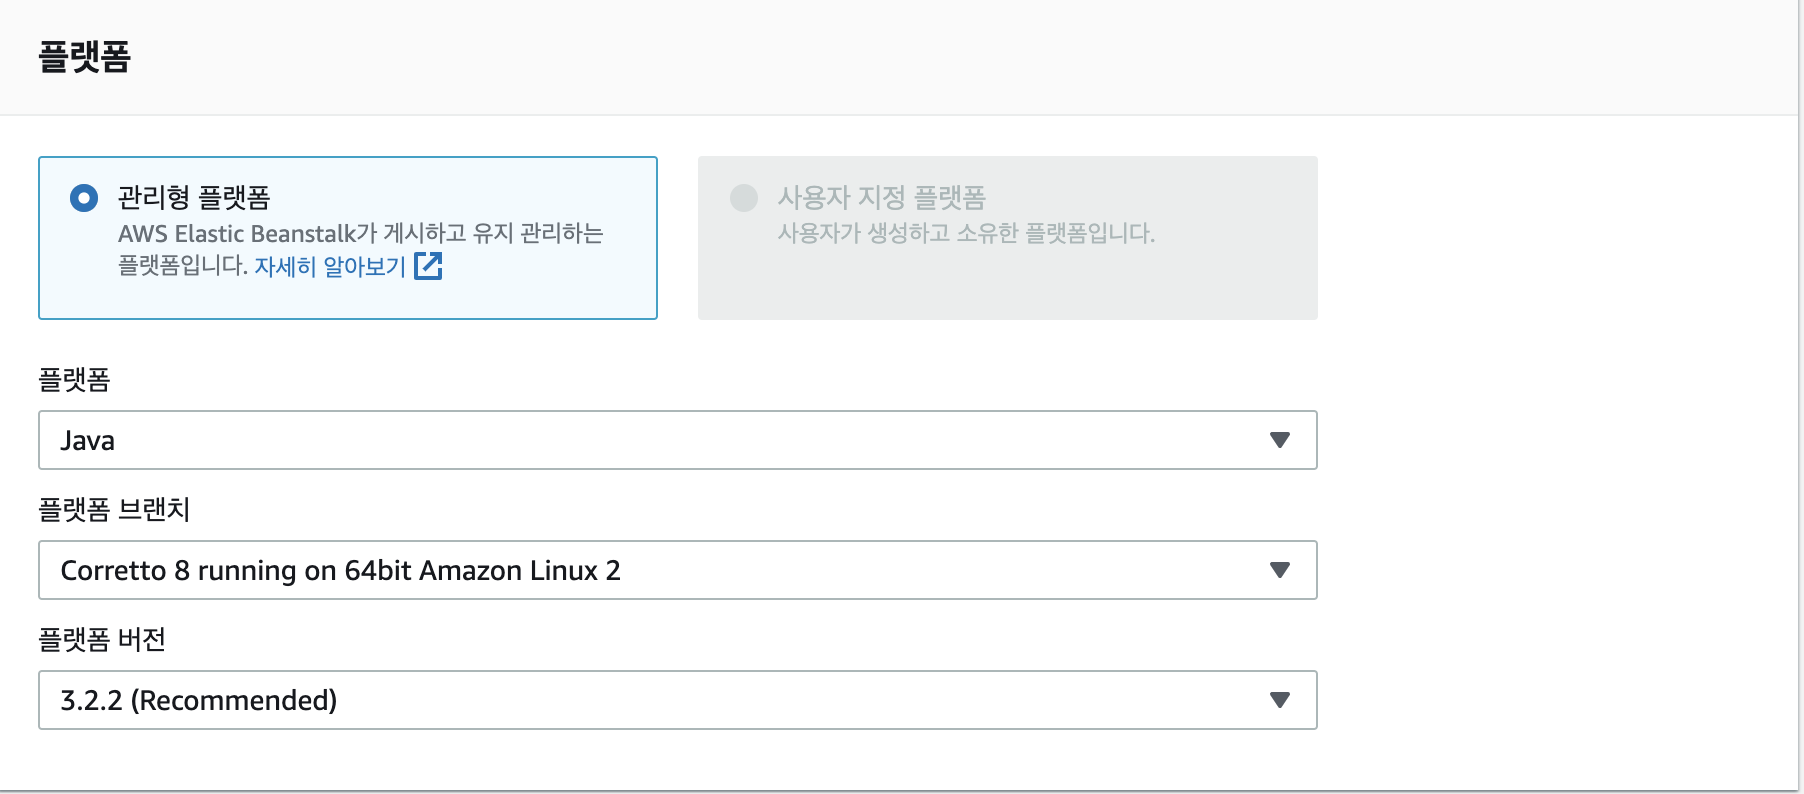 플랫폼
관리형 플랫폼
AWS Elastic Beanstalk가 게시하고 유지 관리하는
플랫폼입니다. 자세히 알아보기
사용자 지정 플랫폼
사용자가 생성하고 소유한 플랫폼입니다.
플랫폼
Java
플랫폼 브랜치
Corretto 8 running on 64bit Amazon Linux 2
플랫폼 버전
3.2.2 (Recommended)